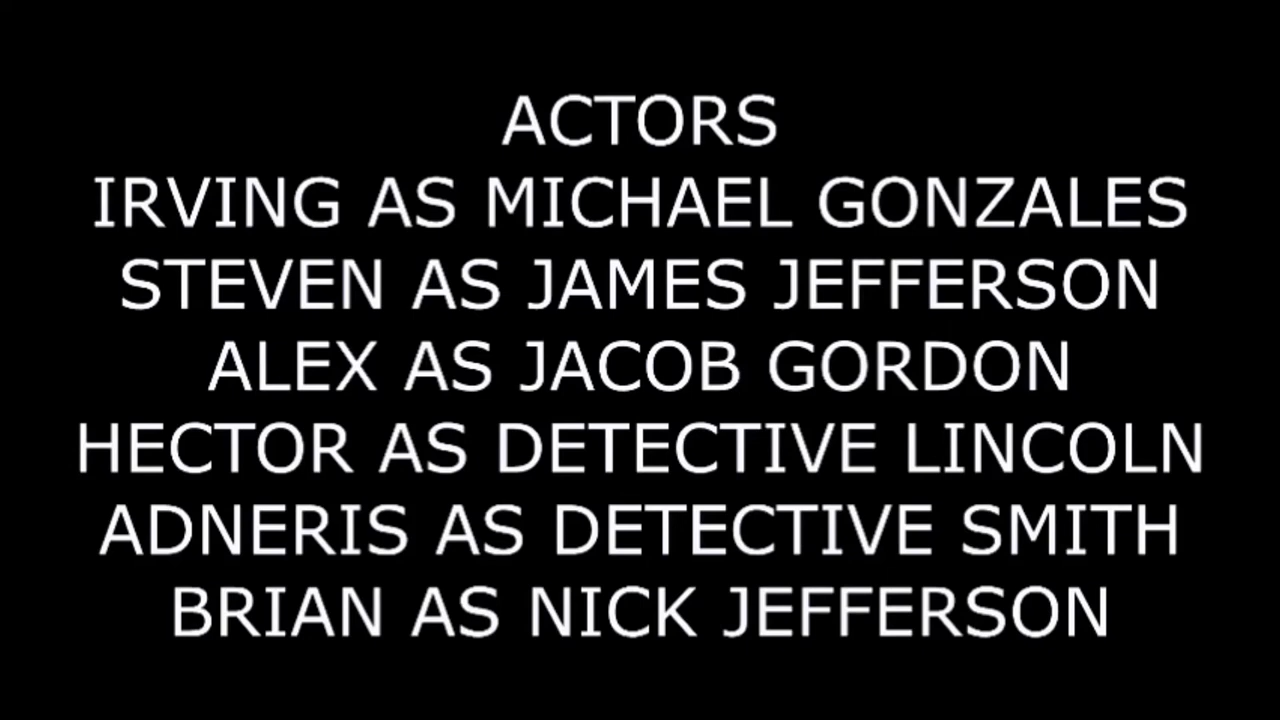 ACTORS
IRVING AS MICHAEL GONZALES
STEVEN AS JAMES JEFFERSON
ALEX AS JACOB GORDON
HECTOR AS DETECTIVE LINCOLN
ADNERIS AS DETECTIVE SMITH
BRIAN AS NICK JEFFERSON